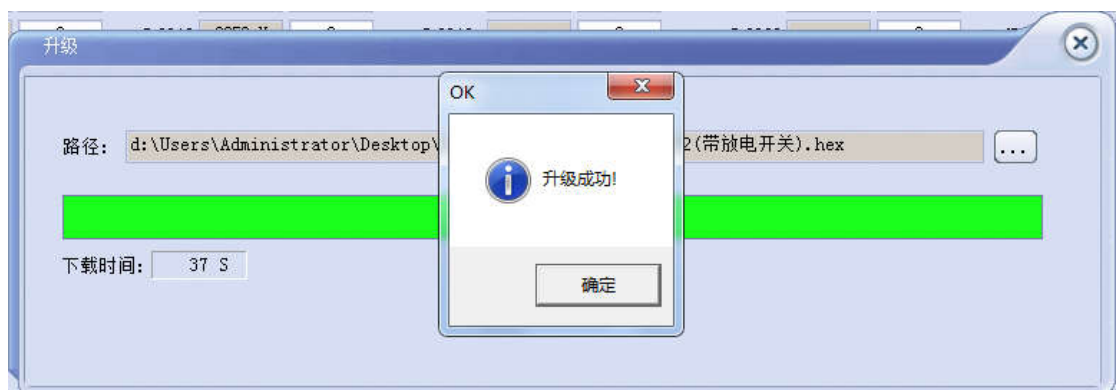 升级
OK
路径: d:\Users\Administrator\Desktop\ 2(带放电开关).hex ...
升级成功!
下载时间: 37 S
确定